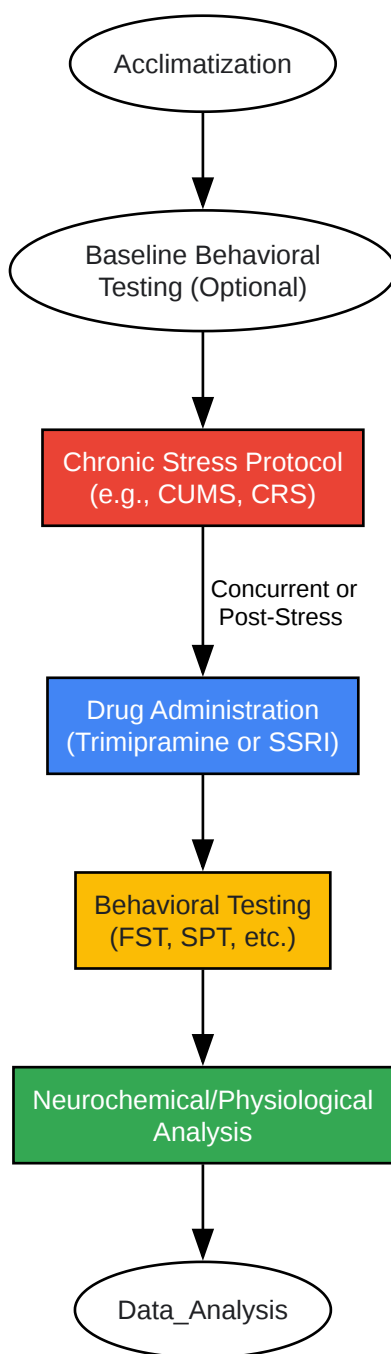 Acclimatization
Baseline Behavioral
Testing (Optional)
Chronic Stress Protocol
(e.g., CUMS, CRS)
Concurrent or
Post-Stress
Drug Administration
(Trimipramine or SSRI)
Behavioral Testing
(FST, SPT, etc.)
Neurochemical/Physiological
Analysis
Data_Analysis